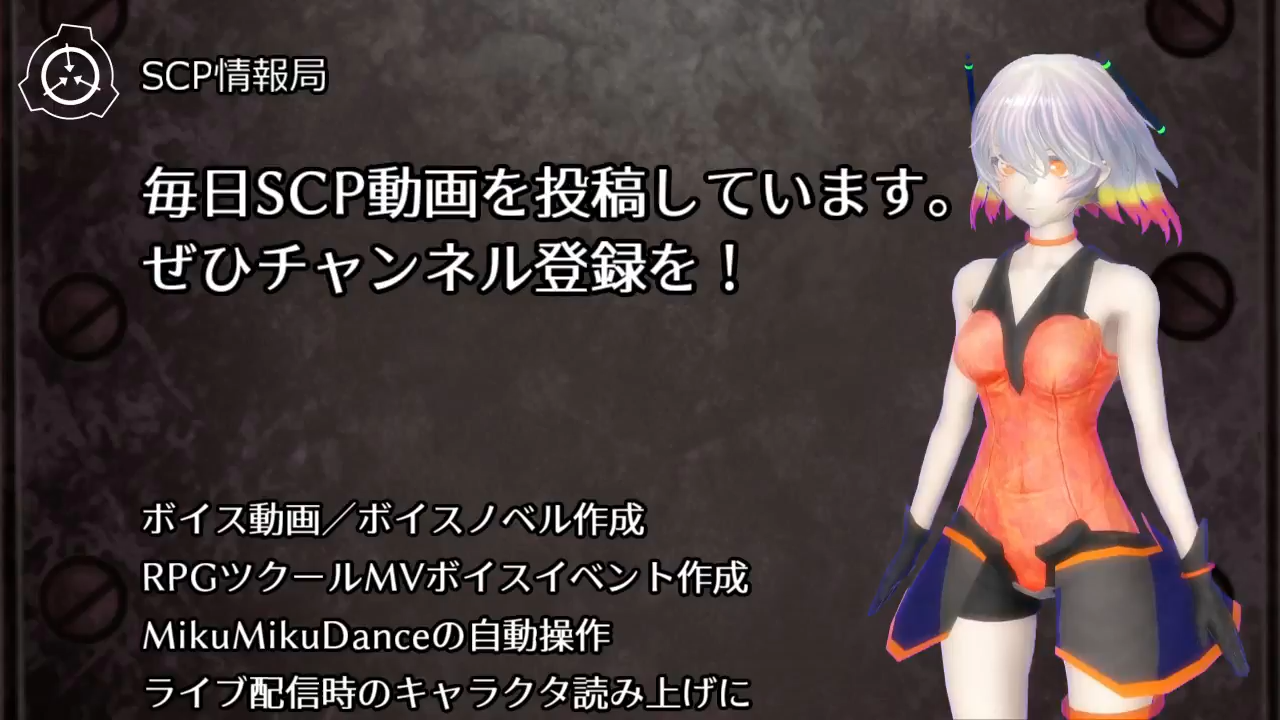 SCP情報局
毎日SCP動画を投稿しています。
ぜひチャンネル登録を！
ボイス動画／ボイスノベル作成
RPGツクールMVボイスイベント作成
MikuMikuDanceの自動操作
ライブ配信時のキャラクタ読み上げに